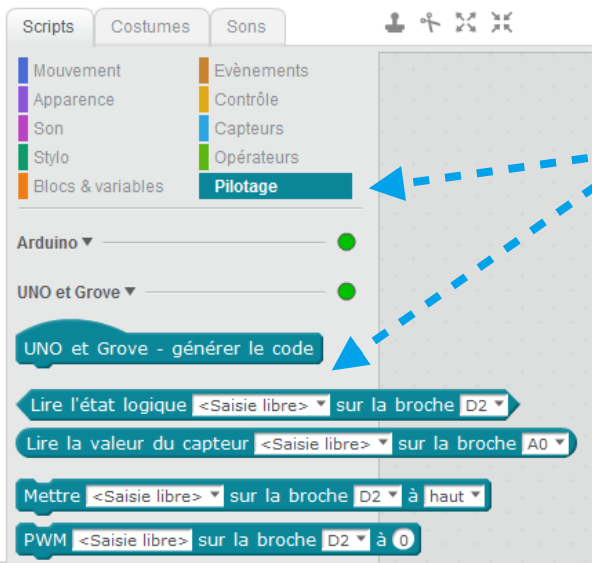 Scripts Costumes Sons
Mouvement Evènements
Apparence Contrôle
Son Capteurs
Stylo Opérateurs
Blocs & variables Pilotage
Arduino
UNO et Grove
UNO et Grove - générer le code
Lire l'état logique <Saisie libre> sur la broche D2
Lire la valeur du capteur <Saisie libre> sur la broche A0
Mettre <Saisie libre> sur la broche D2 à haut
PWM <Saisie libre> sur la broche D2 à 0